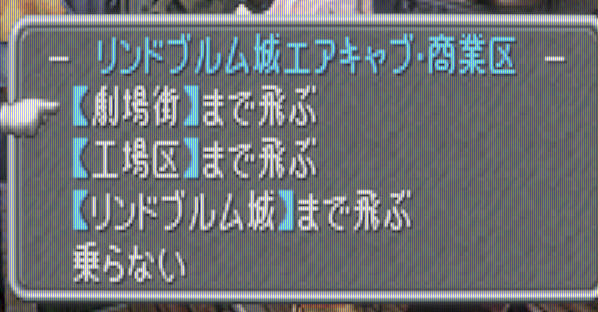 － リンドブルム城エアキャブ･商業区 －
【劇場街】まで飛ぶ
【工場区】まで飛ぶ
【リンドブルム城】まで飛ぶ
乗らない